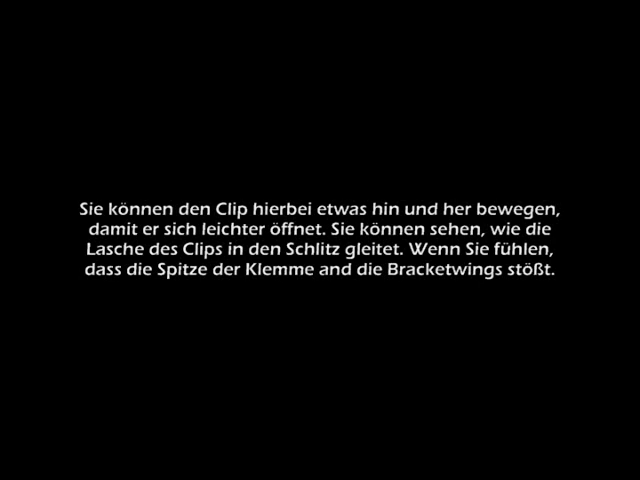 Sie können den Clip hierbei etwas hin und her bewegen,
damit er sich leichter öffnet. Sie können sehen, wie die
Lasche des Clips in den Schlitz gleitet. Wenn Sie fühlen,
dass die Spitze der Klemme and die Bracketwings stößt.